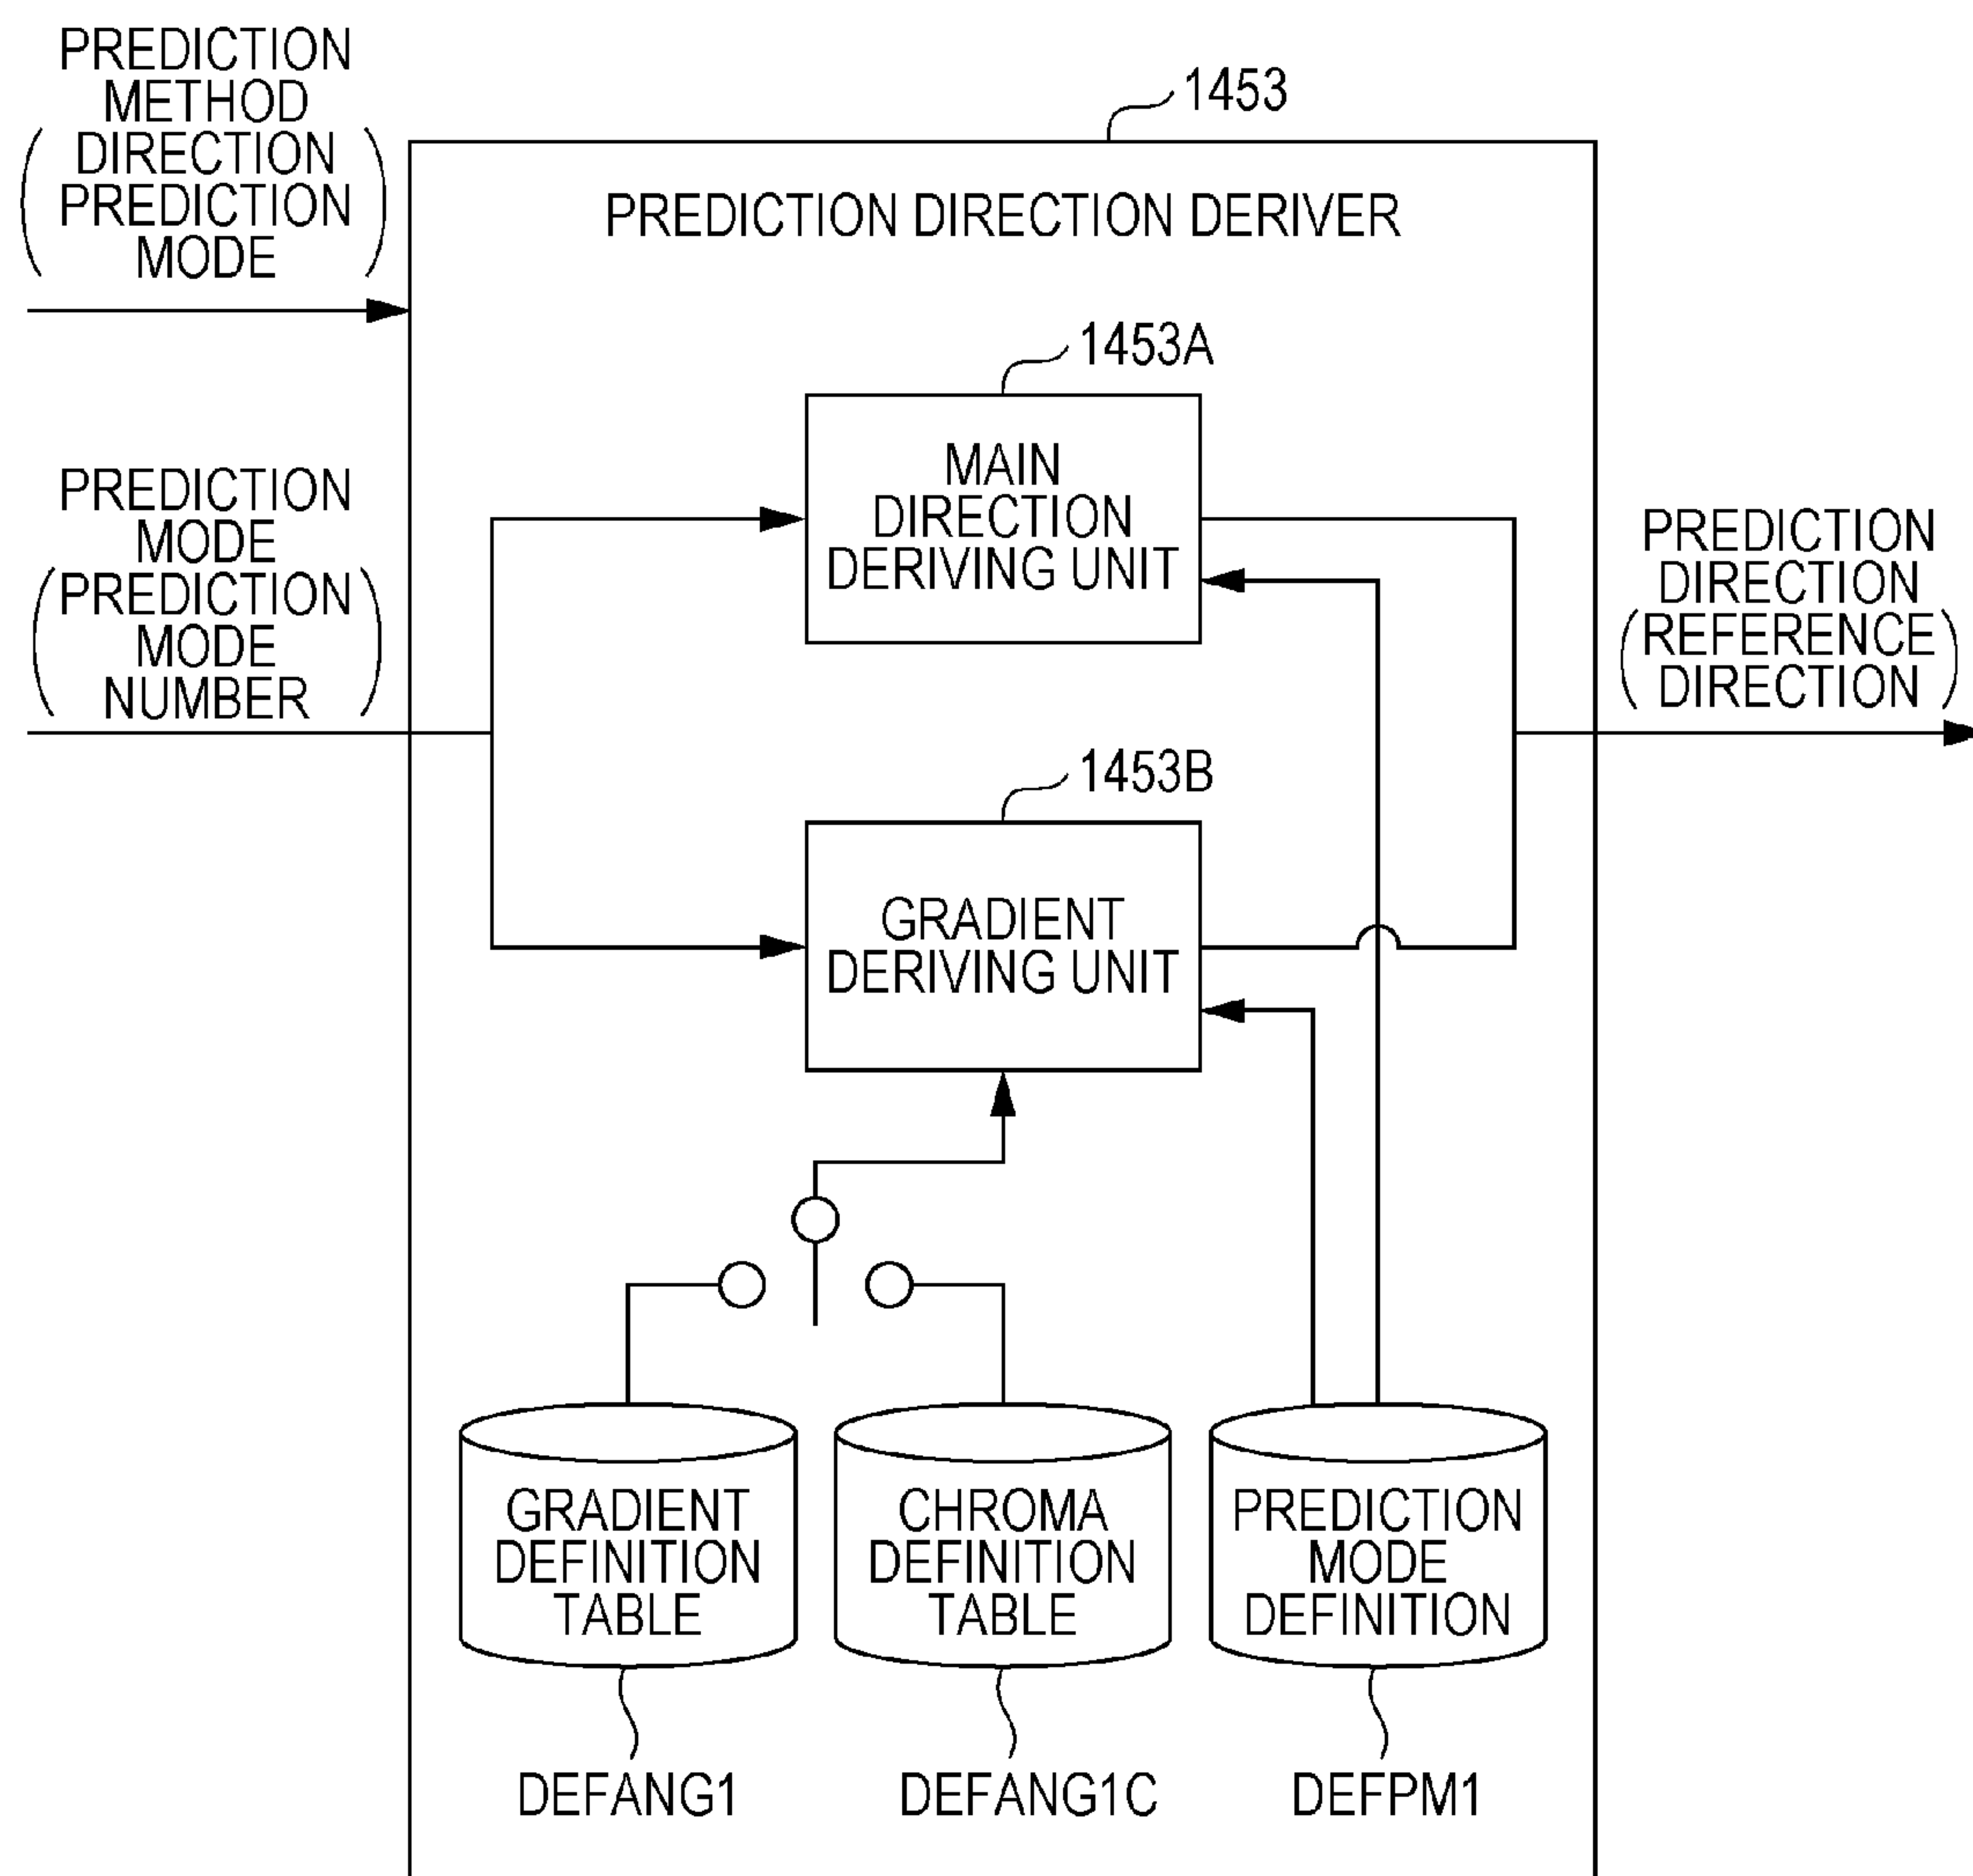 PREDICTION
METHOD
DIRECTION
PREDICTION
MODE
1453
PREDICTION DIRECTION DERIVER
1453A
MAIN
DIRECTION
DERIVING UNIT
PREDICTION
MODE
PREDICTION
MODE
NUMBER
PREDICTION
DIRECTION
REFERENCE
DIRECTION
1453B
GRADIENT
DERIVING UNIT
GRADIENT
DEFINITION
TABLE
CHROMA
DEFINITION
TABLE
PREDICTION
MODE
DEFINITION
DEFANG1
DEFANG1C
DEFPM1